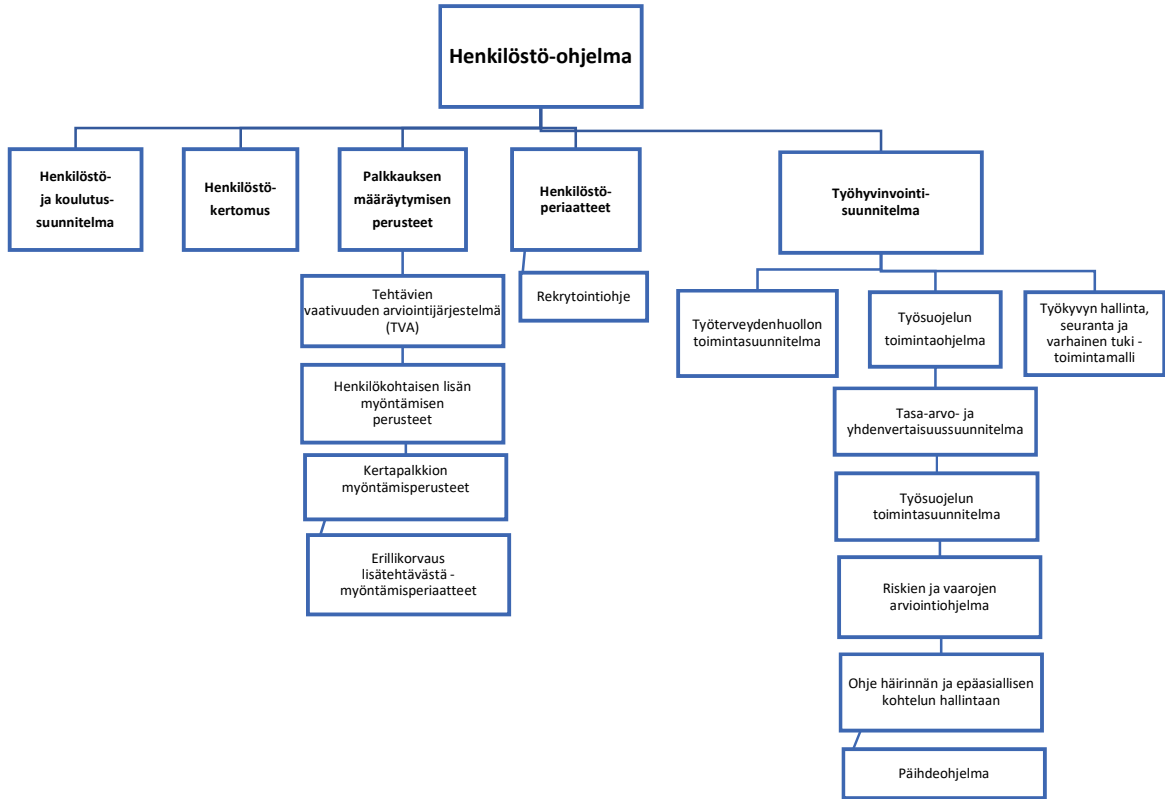 Henkilöstö-ohjelma
Henkilöstö-
ja koulutus-
suunnitelma
Henkilöstö-
kertomus
Palkkauksen
määräytymisen
perusteet
Henkilöstö-
periaatteet
Työhyvinvointi-
suunnitelma
Tehtävien
vaativuuden arviointijärjestelmä
(TVA)
Rekrytointiohje
Työterveydenhuollon
toimintasuunnitelma
Työsuojelun
toimintaohjelma
Työkyvyn hallinta,
seuranta ja
varhainen tuki -
toimintamalli
Henkilökohtaisen lisän
myöntämisen
perusteet
Tasa-arvo- ja
yhdenvertaisuussuunnitelma
Kertapalkkion
myöntämisperusteet
Työsuojelun
toimintasuunnitelma
Erillikorvaus
lisätehtävästä -
myöntämisperiaatteet
Riskien ja vaarojen
arviointiohjelma
Ohje häirinnän ja epäasiallisen
kohtelun hallintaan
Päihdeohjelma